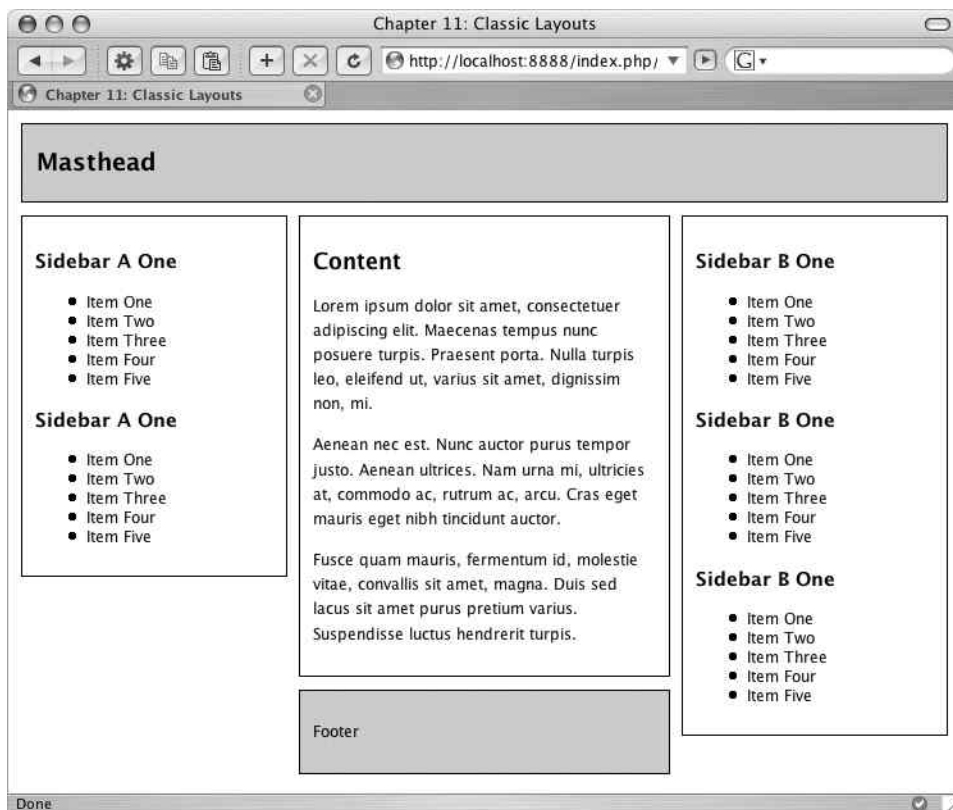 Chapter 11: Classic Layouts
http://localhost:8888/index.php/
G
Chapter 11: Classic Layouts
Masthead
Sidebar A One
Item One
Item Two
Item Three
Item Four
Item Five
Sidebar A One
Item One
Item Two
Item Three
Item Four
Item Five
Content
Lorem ipsum dolor sit amet, consectetuer
adipiscing elit. Maecenas tempus nunc
posuere turpis. Praesent porta. Nulla turpis
leo, eleifend ut, varius sit amet, dignissim
non, mi.
Aenean nec est. Nunc auctor purus tempor
justo. Aenean ultrices. Nam urna mi, ultricies
at, commodo ac, rutrum ac, arcu. Cras eget
mauris eget nibh tincidunt auctor.
Fusce quam mauris, fermentum id, molestie
vitae, convallis sit amet, magna. Duis sed
lacus sit amet purus pretium varius.
Suspendisse luctus hendrerit turpis.
Footer
Sidebar B One
Item One
Item Two
Item Three
Item Four
Item Five
Sidebar B One
Item One
Item Two
Item Three
Item Four
Item Five
Sidebar B One
Item One
Item Two
Item Three
Item Four
Item Five
Done